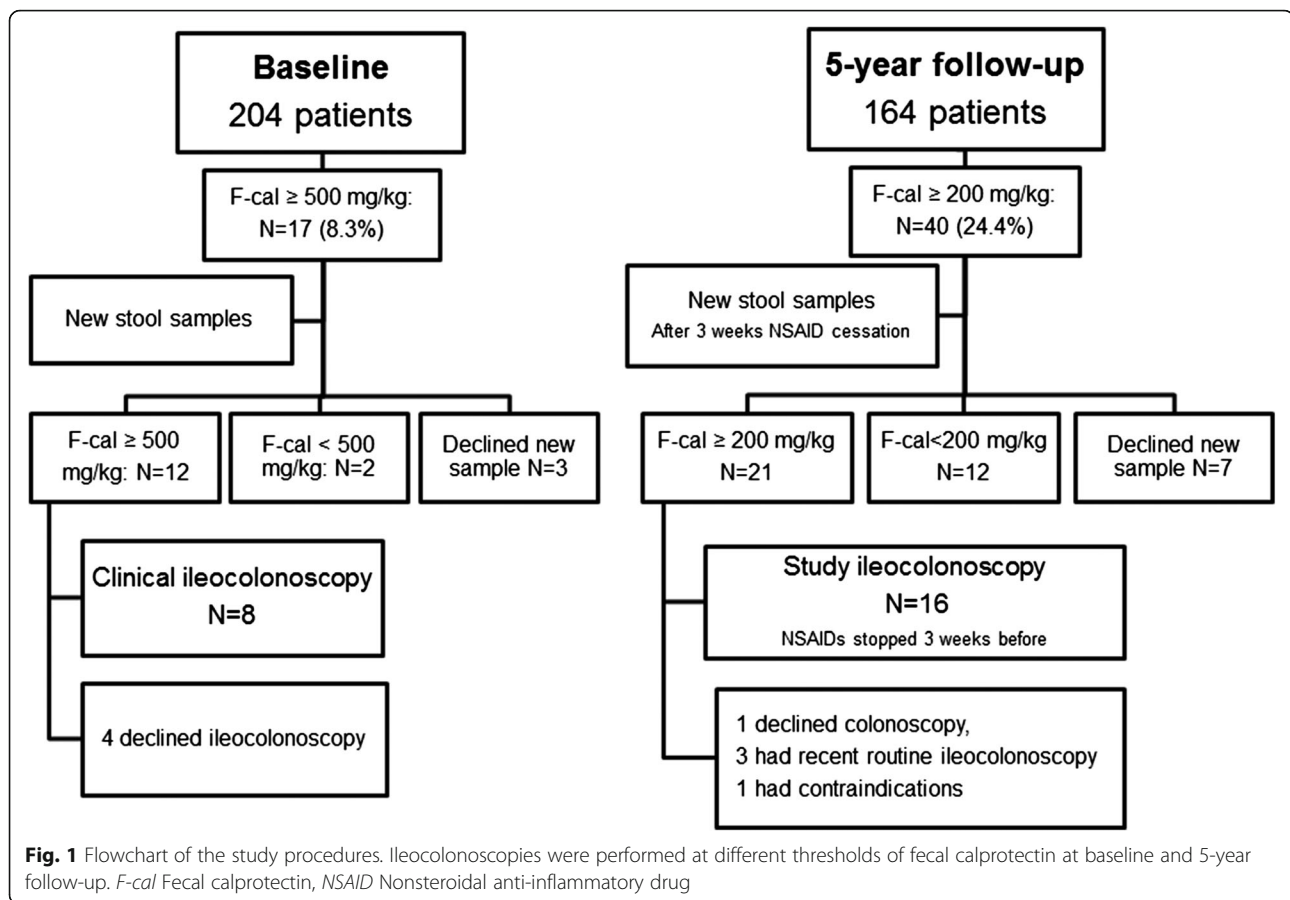 Baseline
204 patients
F-cal ≥ 500 mg/kg:
N=17 (8.3%)
New stool samples
F-cal ≥ 500
mg/kg: N=12
F-cal < 500
mg/kg: N=2
Declined new
sample N=3
Clinical ileocolonoscopy
N=8
4 declined ileocolonoscopy
5-year follow-up
164 patients
F-cal ≥ 200 mg/kg:
N=40 (24.4%)
New stool samples
After 3 weeks NSAID cessation
F-cal ≥ 200 mg/kg
N=21
F-cal<200 mg/kg
N=12
Declined new
sample N=7
Study ileocolonoscopy
N=16
NSAIDs stopped 3 weeks before
1 declined colonoscopy,
3 had recent routine ileocolonoscopy
1 had contraindications
Fig. 1 Flowchart of the study procedures. Ileocolonoscopies were performed at different thresholds of fecal calprotectin at baseline and 5-year
follow-up. F-cal Fecal calprotectin, NSAID Nonsteroidal anti-inflammatory drug